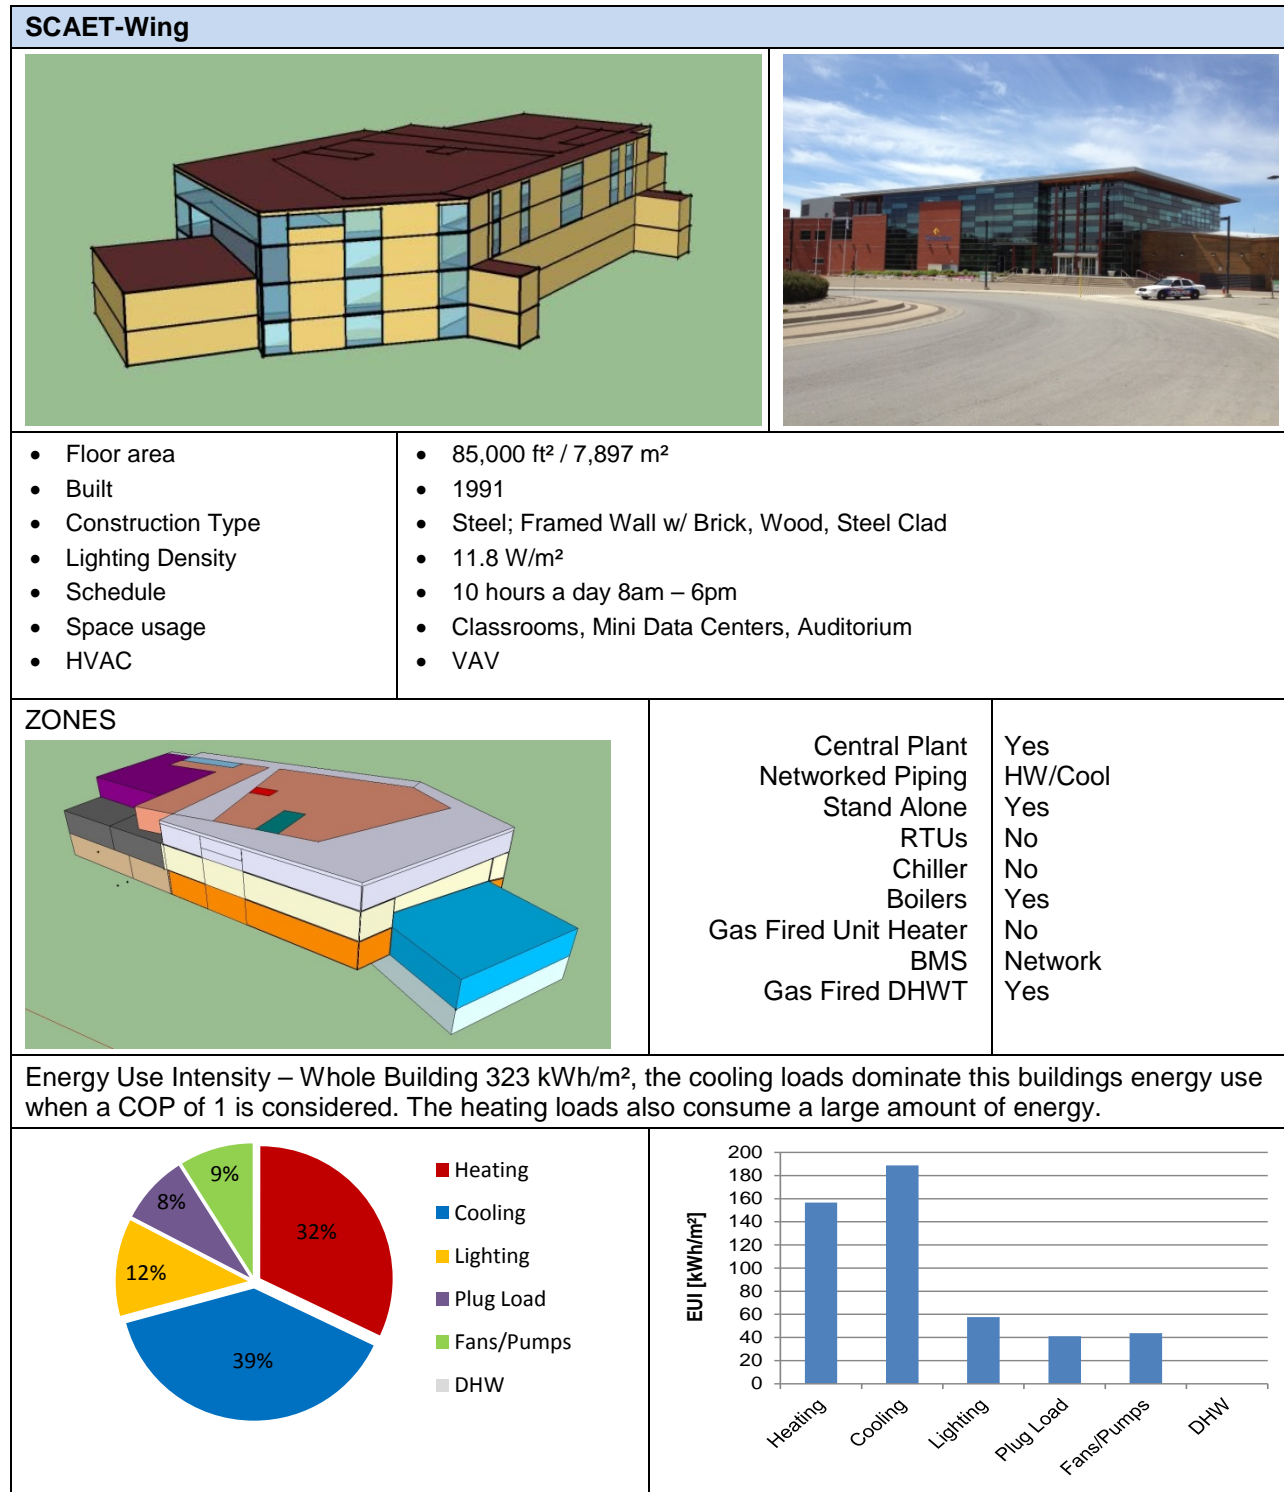 SCAET-Wing
• Floor area
• Built
• Construction Type
• Lighting Density
• Schedule
• Space usage
• HVAC
• 85,000 ft² / 7,897 m²
• 1991
• Steel; Framed Wall w/ Brick, Wood, Steel Clad
• 11.8 W/m²
• 10 hours a day 8am – 6pm
• Classrooms, Mini Data Centers, Auditorium
• VAV
ZONES
Central Plant
Networked Piping
Stand Alone
RTUs
Chiller
Boilers
Gas Fired Unit Heater
BMS
Gas Fired DHWT
Yes
HW/Cool
Yes
No
No
Yes
No
Network
Yes
Energy Use Intensity – Whole Building 323 kWh/m², the cooling loads dominate this buildings energy use
when a COP of 1 is considered. The heating loads also consume a large amount of energy.
9%
8%
32%
12%
39%
Heating
Cooling
Lighting
Plug Load
Fans/Pumps
DHW
EUI [kWh/m²]
200
180
160
140
120
100
80
60
40
20
0
Heating
Cooling
Lighting
Plug Load
Fans/Pumps
DHW